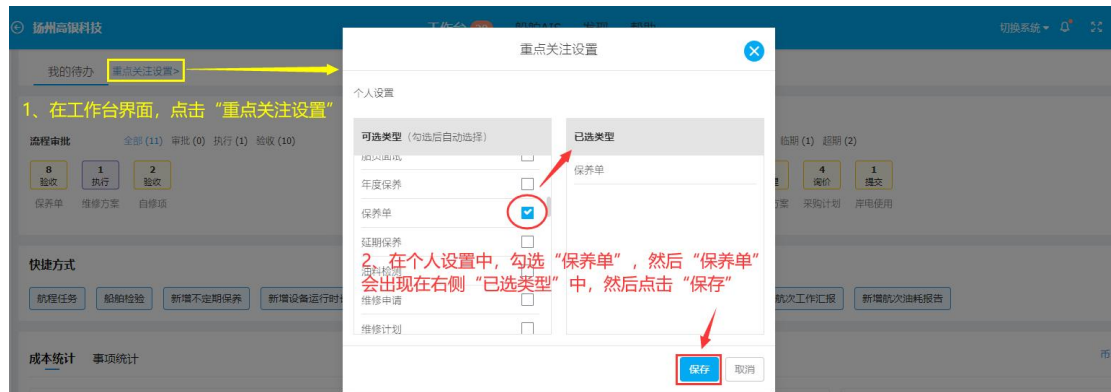 扬州高银科技
工作台
切换系统
重点关注设置
我的待办
重点关注设置>
个人设置
1、在工作台界面，点击“重点关注设置”
可选类型（勾选后自动选择）
已选类型
流程审批
全部 (11) 审批 (0) 执行 (1) 验收 (10)
临期 (1) 超期 (2)
保养单
8
验收
1
执行
2
验收
4
询价
1
提交
年度保养
保养单 维修方案 自修项
采购计划 岸电使用
保养单
延期保养
2、在个人设置中，勾选“保养单”，然后“保养单”
会出现在右侧“已选类型”中，然后点击“保存”
油料检测
快捷方式
航程任务
船舶检验
新增不定期保养
新增设备运行时
航次工作汇报
新增航次油耗报告
维修申请
维修计划
成本统计 事项统计
保存
取消